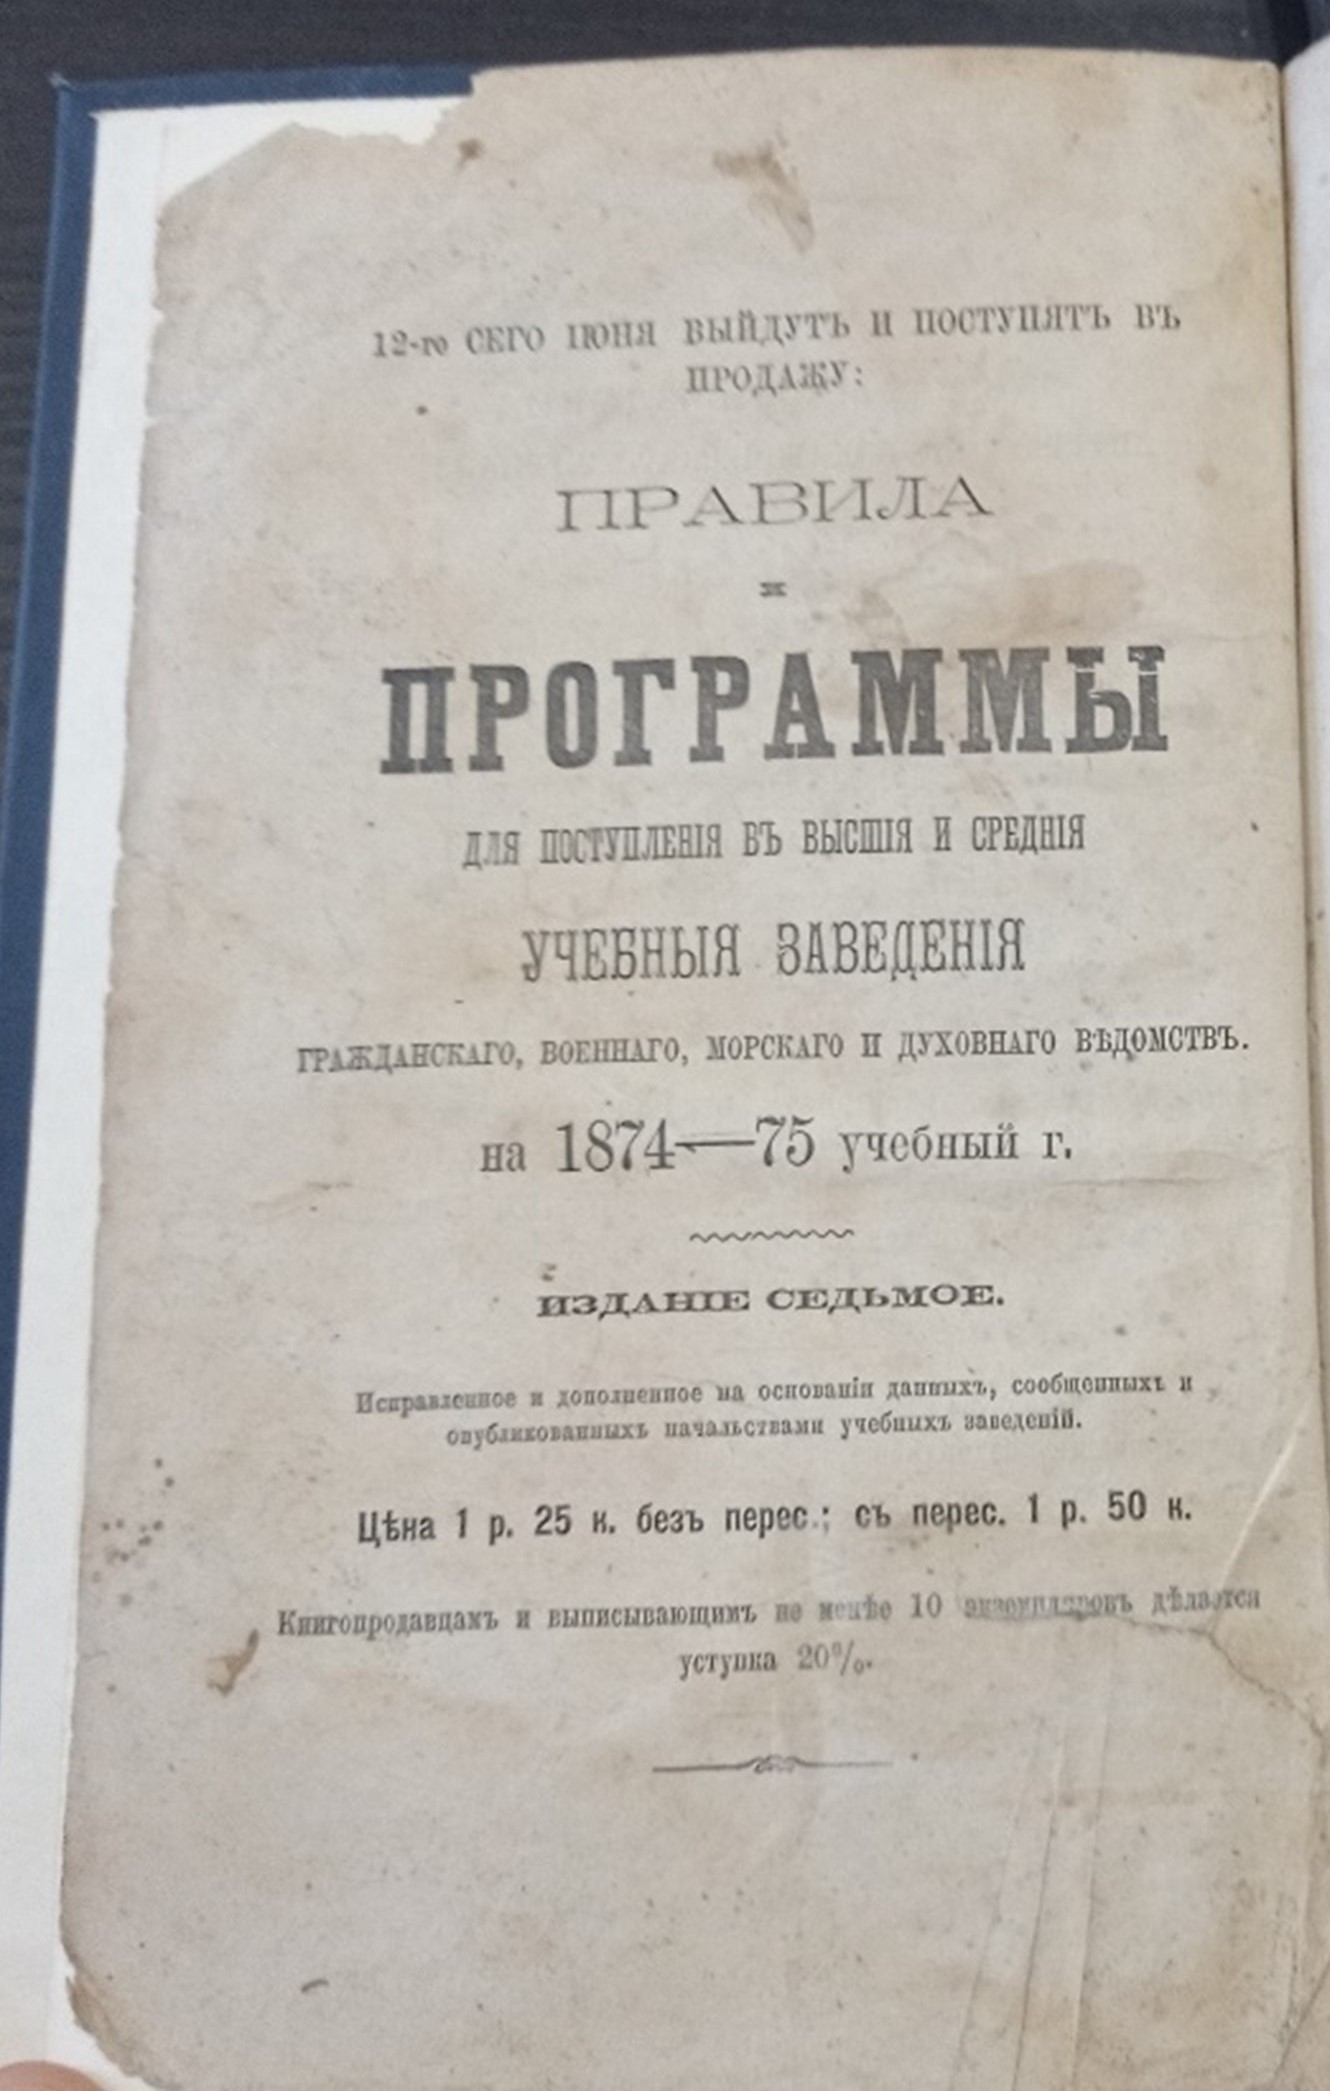 12-го СЕГО ІЮНЯ ВЫЙДУТЪ И ПОСТУПЯТЪ ВЪ
ПРОДАЖУ:
ПРАВИЛА
И
ПРОГРАММЫ
ДЛЯ ПОСТУПЛЕНІЯ ВЪ ВЫСШІЯ И СРЕДНІЯ
УЧЕБНЫЯ ЗАВЕДЕНІЯ
ГРАЖДАНСКАГО, ВОЕННАГО, МОРСКАГО И ДУХОВНАГО ВѢДОМСТВЪ.
на 1874—75 учебный г.
ИЗДАНІЕ СЕДЬМОЕ.
Исправленное и дополненное на основаніи данныхъ, сообщенныхъ и
опубликованныхъ начальствами учебныхъ заведеній.
Цѣна 1 р. 25 к. безъ перес.; съ перес. 1 р. 50 к.
Книгопродавцамъ и выписывающимъ не менѣе 10 экземпляровъ дѣлается
уступка 20%.